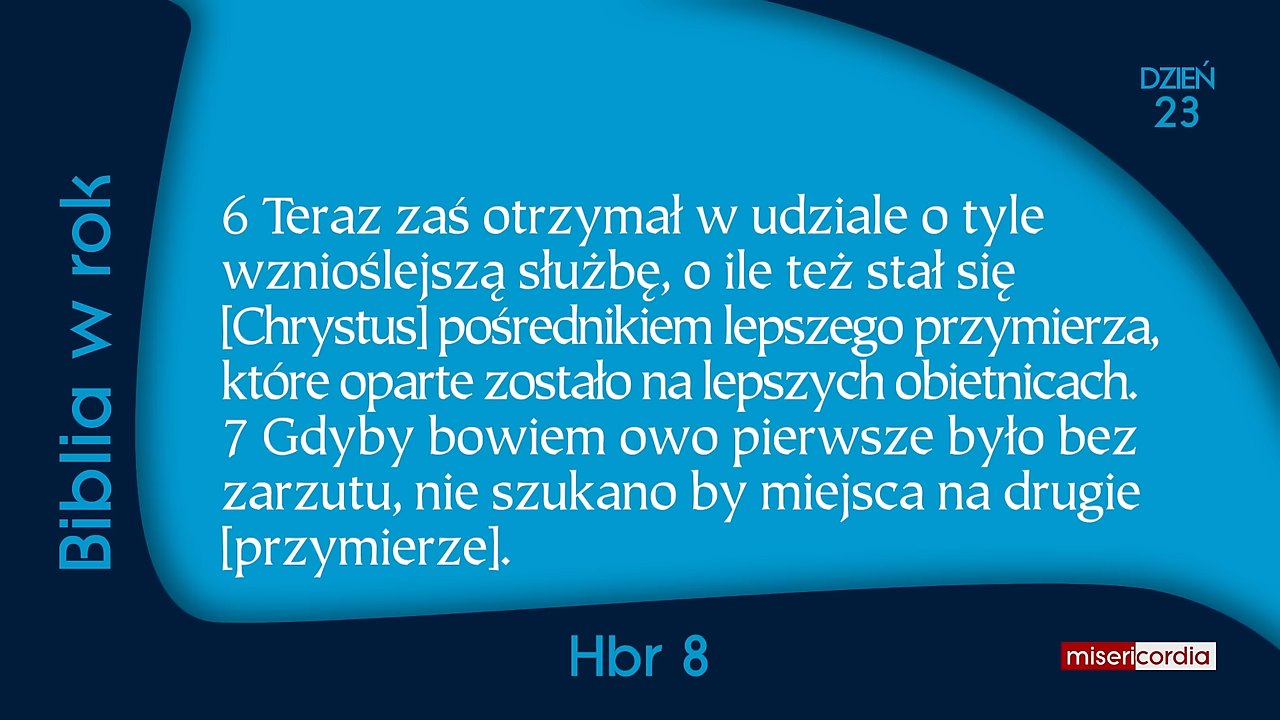 DZIEŃ
23
Biblia w rok
6 Teraz zaś otrzymał w udziale o tyle
wznioślejszą służbę, o ile też stał się
[Chrystus] pośrednikiem lepszego przymierza,
które oparte zostało na lepszych obietnicach.
7 Gdyby bowiem owo pierwsze było bez
zarzutu, nie szukano by miejsca na drugie
[przymierze].
Hbr 8
misericordia